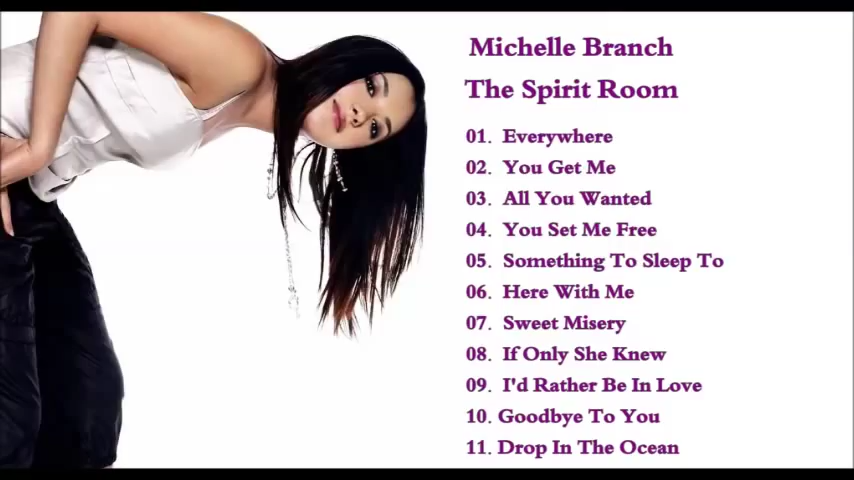 Michelle Branch
The Spirit Room
01. Everywhere
02. You Get Me
03. All You Wanted
04. You Set Me Free
05. Something To Sleep To
06. Here With Me
07. Sweet Misery
08. If Only She Knew
09. I'd Rather Be In Love
10. Goodbye To You
11. Drop In The Ocean